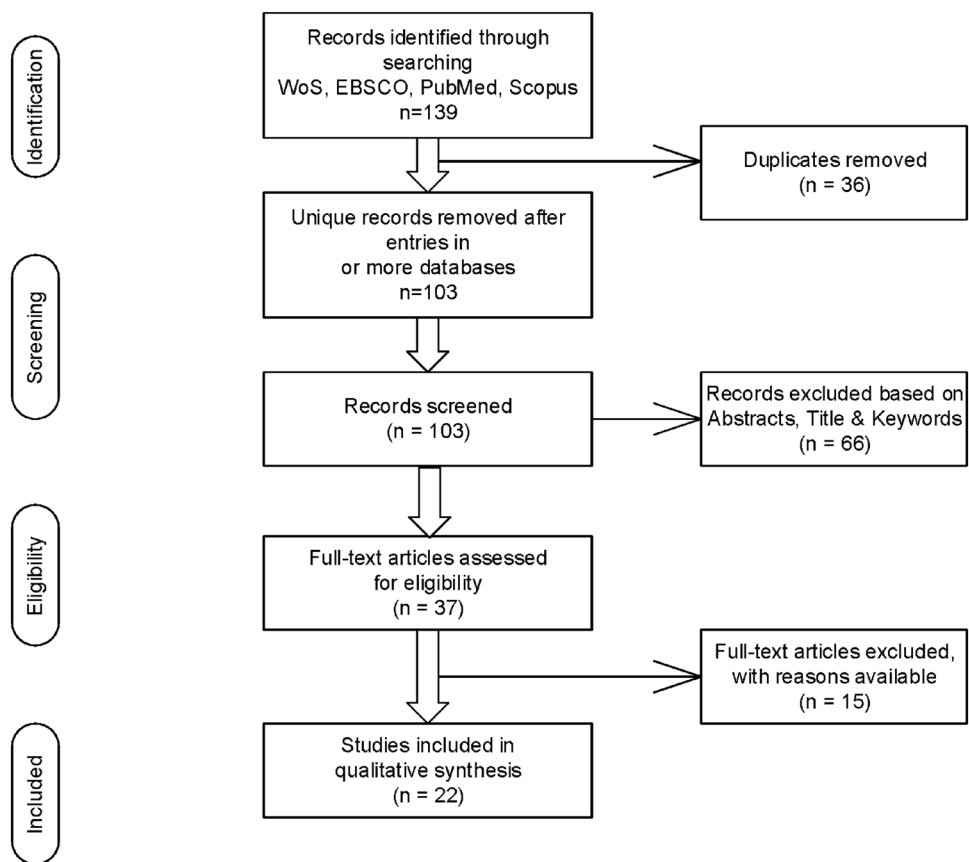 Identification
Records identified through
searching
WoS, EBSCO, PubMed, Scopus
n=139
Duplicates removed
(n = 36)
Unique records removed after
entries in
or more databases
n=103
Screening
Records screened
(n = 103)
Records excluded based on
Abstracts, Title & Keywords
(n = 66)
Eligibility
Full-text articles assessed
for eligibility
(n = 37)
Full-text articles excluded,
with reasons available
(n = 15)
Included
Studies included in
qualitative synthesis
(n = 22)